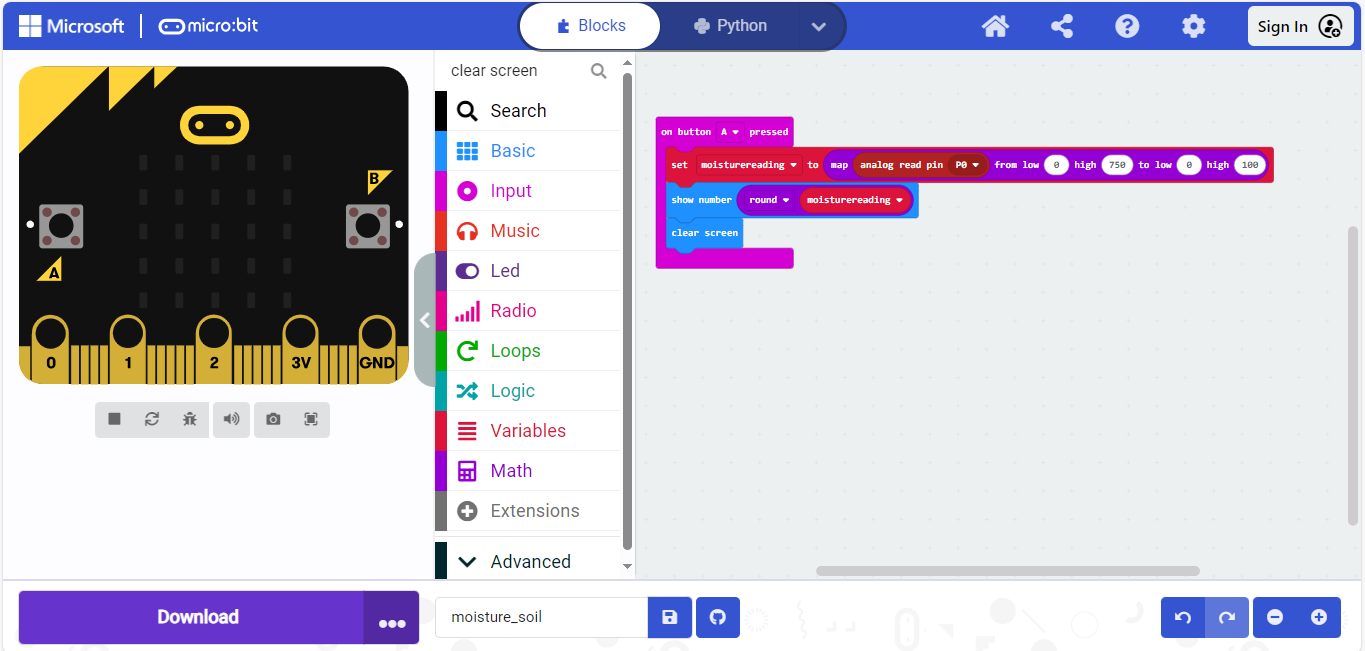 Microsoft micro:bit Blocks Python Sign In
clear screen
Search
Basic
Input
Music
Led
Radio
Loops
Logic
Variables
Math
Extensions
Advanced
B
A
0 1 2 3V GND
on button A pressed
set moisturereading to map analog read pin P0 from low 0 high 750 to low 0 high 100
show number round moisturereading
clear screen
Download
moisture_soil